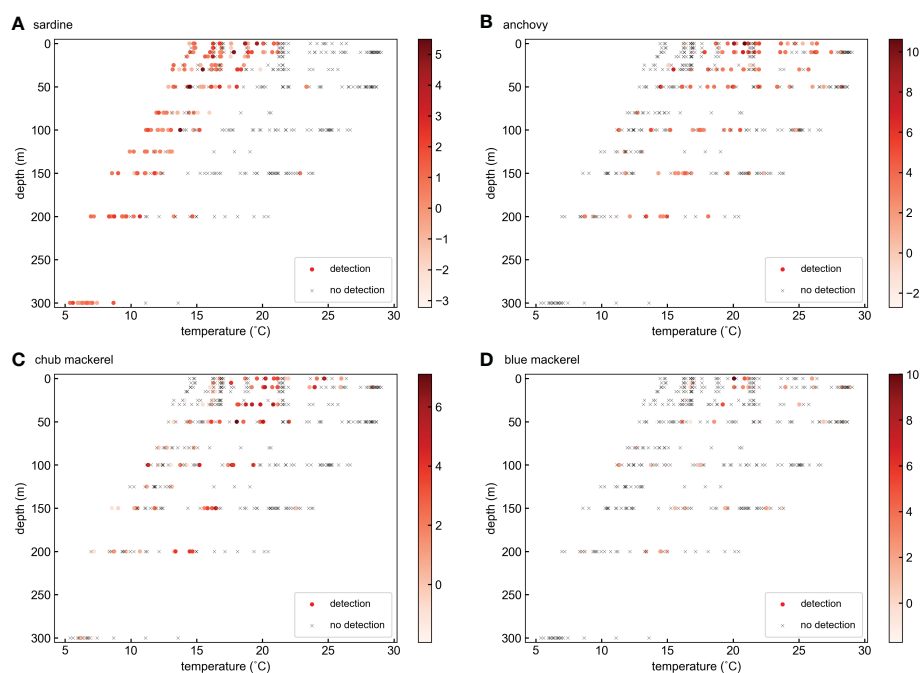 A sardine
0
50
100
150
200
250
300
depth (m)
5 10 15 20 25 30
temperature (˚C)
detection
no detection
5
4
3
2
1
0
−1
−2
−3
B anchovy
0
50
100
150
200
250
300
depth (m)
5 10 15 20 25 30
temperature (˚C)
detection
no detection
10
8
6
4
2
0
−2
C chub mackerel
0
50
100
150
200
250
300
depth (m)
5 10 15 20 25 30
temperature (˚C)
detection
no detection
6
4
2
0
D blue mackerel
0
50
100
150
200
250
300
depth (m)
5 10 15 20 25 30
temperature (˚C)
detection
no detection
10
8
6
4
2
0